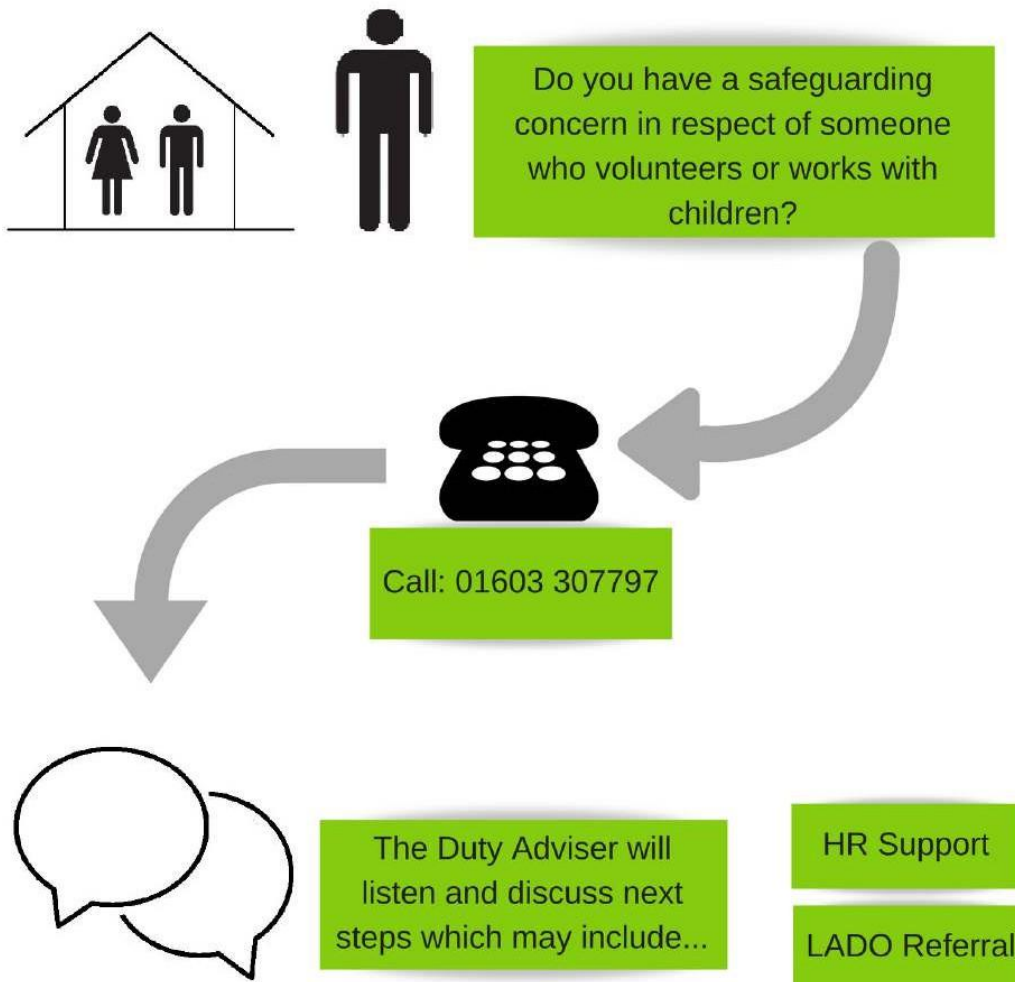 Do you have a safeguarding
concern in respect of someone
who volunteers or works with
children?
Call: 01603 307797
The Duty Adviser will
listen and discuss next
steps which may include...
HR Support
LADO Referral